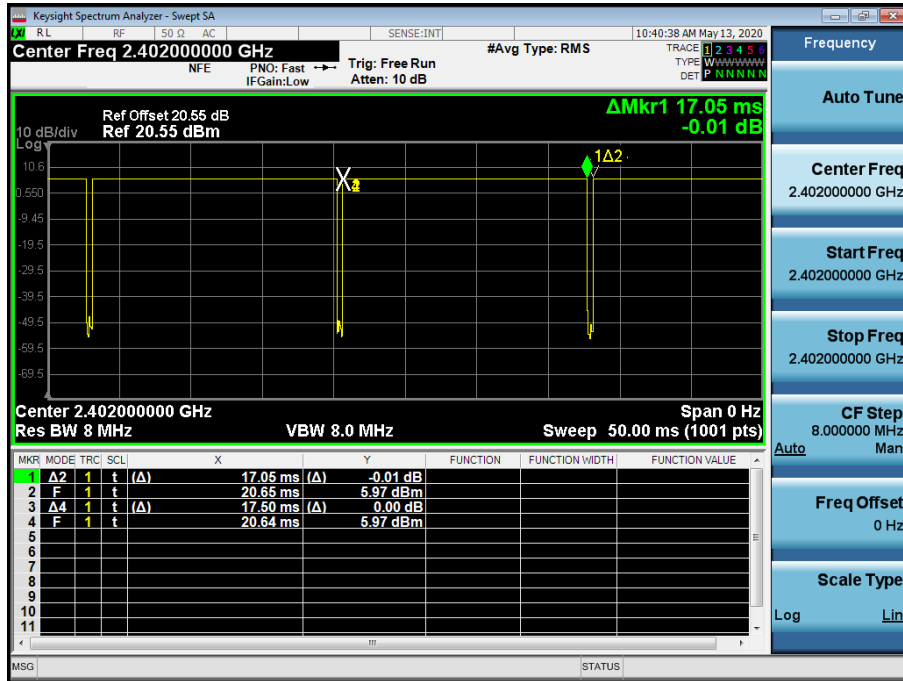 Keysight Spectrum Analyzer - Swept SA
LXI RL RF 50 Ω AC SENSE:INT 10:40:38 AM May 13, 2020
Center Freq 2.402000000 GHz #Avg Type: RMS TRACE 1 2 3 4 5 6
NFE PNO: Fast Trig: Free Run TYPE WWWWWWW
IFGain:Low Atten: 10 dB DET P N N N N N
Ref Offset 20.55 dB ΔMkr1 17.05 ms
10 dB/div Ref 20.55 dBm -0.01 dB
Log
1Δ2
10.6
0.550
-9.45
-19.5
-29.5
-39.5
-49.5
-59.5
-69.5
Center 2.402000000 GHz Span 0 Hz
Res BW 8 MHz VBW 8.0 MHz Sweep 50.00 ms (1001 pts)
MKR MODE TRC SCL X Y FUNCTION FUNCTION WIDTH FUNCTION VALUE
1 Δ2 1 t (Δ) 17.05 ms (Δ) -0.01 dB
2 F 1 t 20.65 ms 5.97 dBm
3 Δ4 1 t (Δ) 17.50 ms (Δ) 0.00 dB
4 F 1 t 20.64 ms 5.97 dBm
5
6
7
8
9
10
11
MSG STATUS
Frequency
Auto Tune
Center Freq
2.402000000 GHz
Start Freq
2.402000000 GHz
Stop Freq
2.402000000 GHz
CF Step
8.000000 MHz
Auto Man
Freq Offset
0 Hz
Scale Type
Log Lin